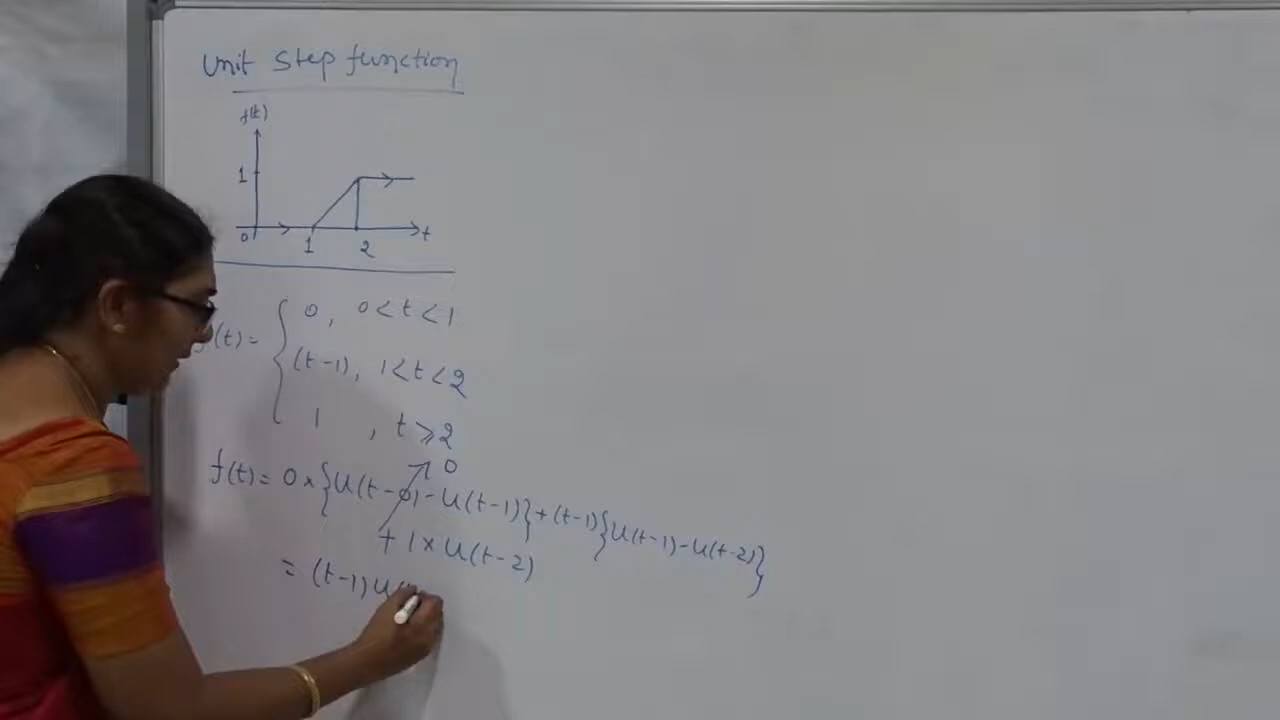 Unit Step function
f(t)
1
0 1 2 t
f(t) = { 0, 0 < t < 1
(t-1), 1 < t < 2
1, t ⩾ 2
f(t) = 0 × {u(t-0) - u(t-1)} + (t-1){u(t-1) - u(t-2)}
0
+ 1 × u(t-2)
= (t-1) u(